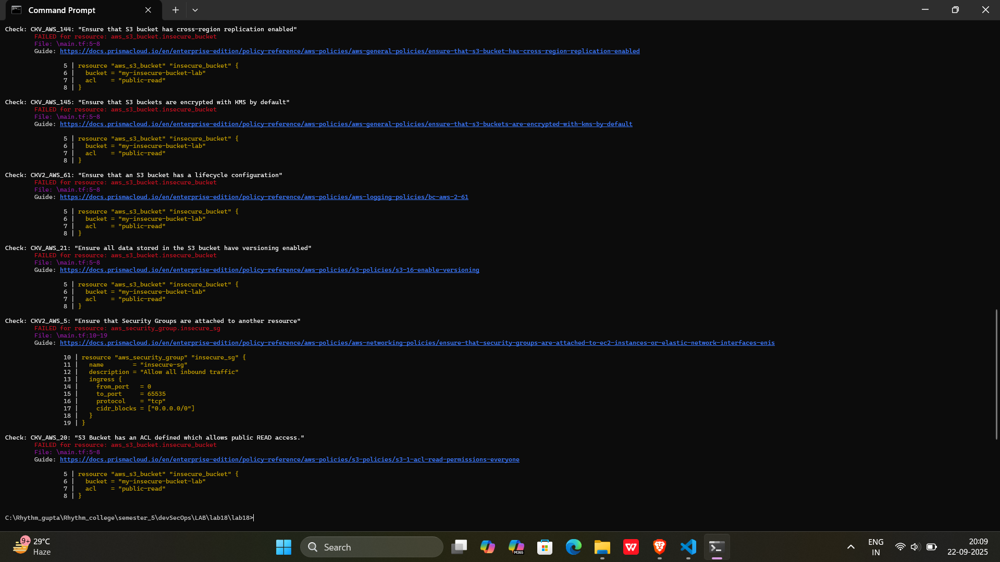 Command Prompt
Check: CKV_AWS_144: "Ensure that S3 bucket has cross-region replication enabled"
FAILED for resource: aws_s3_bucket.insecure_bucket
File: \main.tf:5-8
Guide: https://docs.prismacloud.io/en/enterprise-edition/policy-reference/aws-policies/aws-general-policies/ensure-that-s3-bucket-has-cross-region-replication-enabled
5 | resource "aws_s3_bucket" "insecure_bucket" {
6 |   bucket = "my-insecure-bucket-lab"
7 |   acl    = "public-read"
8 | }
Check: CKV_AWS_145: "Ensure that S3 buckets are encrypted with KMS by default"
FAILED for resource: aws_s3_bucket.insecure_bucket
File: \main.tf:5-8
Guide: https://docs.prismacloud.io/en/enterprise-edition/policy-reference/aws-policies/aws-general-policies/ensure-that-s3-buckets-are-encrypted-with-kms-by-default
5 | resource "aws_s3_bucket" "insecure_bucket" {
6 |   bucket = "my-insecure-bucket-lab"
7 |   acl    = "public-read"
8 | }
Check: CKV2_AWS_61: "Ensure that an S3 bucket has a lifecycle configuration"
FAILED for resource: aws_s3_bucket.insecure_bucket
File: \main.tf:5-8
Guide: https://docs.prismacloud.io/en/enterprise-edition/policy-reference/aws-policies/aws-logging-policies/bc-aws-2-61
5 | resource "aws_s3_bucket" "insecure_bucket" {
6 |   bucket = "my-insecure-bucket-lab"
7 |   acl    = "public-read"
8 | }
Check: CKV_AWS_21: "Ensure all data stored in the S3 bucket have versioning enabled"
FAILED for resource: aws_s3_bucket.insecure_bucket
File: \main.tf:5-8
Guide: https://docs.prismacloud.io/en/enterprise-edition/policy-reference/aws-policies/s3-policies/s3-16-enable-versioning
5 | resource "aws_s3_bucket" "insecure_bucket" {
6 |   bucket = "my-insecure-bucket-lab"
7 |   acl    = "public-read"
8 | }
Check: CKV2_AWS_5: "Ensure that Security Groups are attached to another resource"
FAILED for resource: aws_security_group.insecure_sg
File: \main.tf:10-19
Guide: https://docs.prismacloud.io/en/enterprise-edition/policy-reference/aws-policies/aws-networking-policies/ensure-that-security-groups-are-attached-to-ec2-instances-or-elastic-network-interfaces-enis
10 | resource "aws_security_group" "insecure_sg" {
11 |   name        = "insecure-sg"
12 |   description = "Allow all inbound traffic"
13 |   ingress {
14 |     from_port   = 0
15 |     to_port     = 65535
16 |     protocol    = "tcp"
17 |     cidr_blocks = ["0.0.0.0/0"]
18 |   }
19 | }
Check: CKV_AWS_20: "S3 Bucket has an ACL defined which allows public READ access."
FAILED for resource: aws_s3_bucket.insecure_bucket
File: \main.tf:5-8
Guide: https://docs.prismacloud.io/en/enterprise-edition/policy-reference/aws-policies/s3-policies/s3-1-acl-read-permissions-everyone
5 | resource "aws_s3_bucket" "insecure_bucket" {
6 |   bucket = "my-insecure-bucket-lab"
7 |   acl    = "public-read"
8 | }
C:\Rhythm_gupta\Rhythm_college\semester_5\devSecOps\LAB\lab18\lab18>
9+
29°C
Haze
Search
M365
W
ENG
IN
20:09
22-09-2025